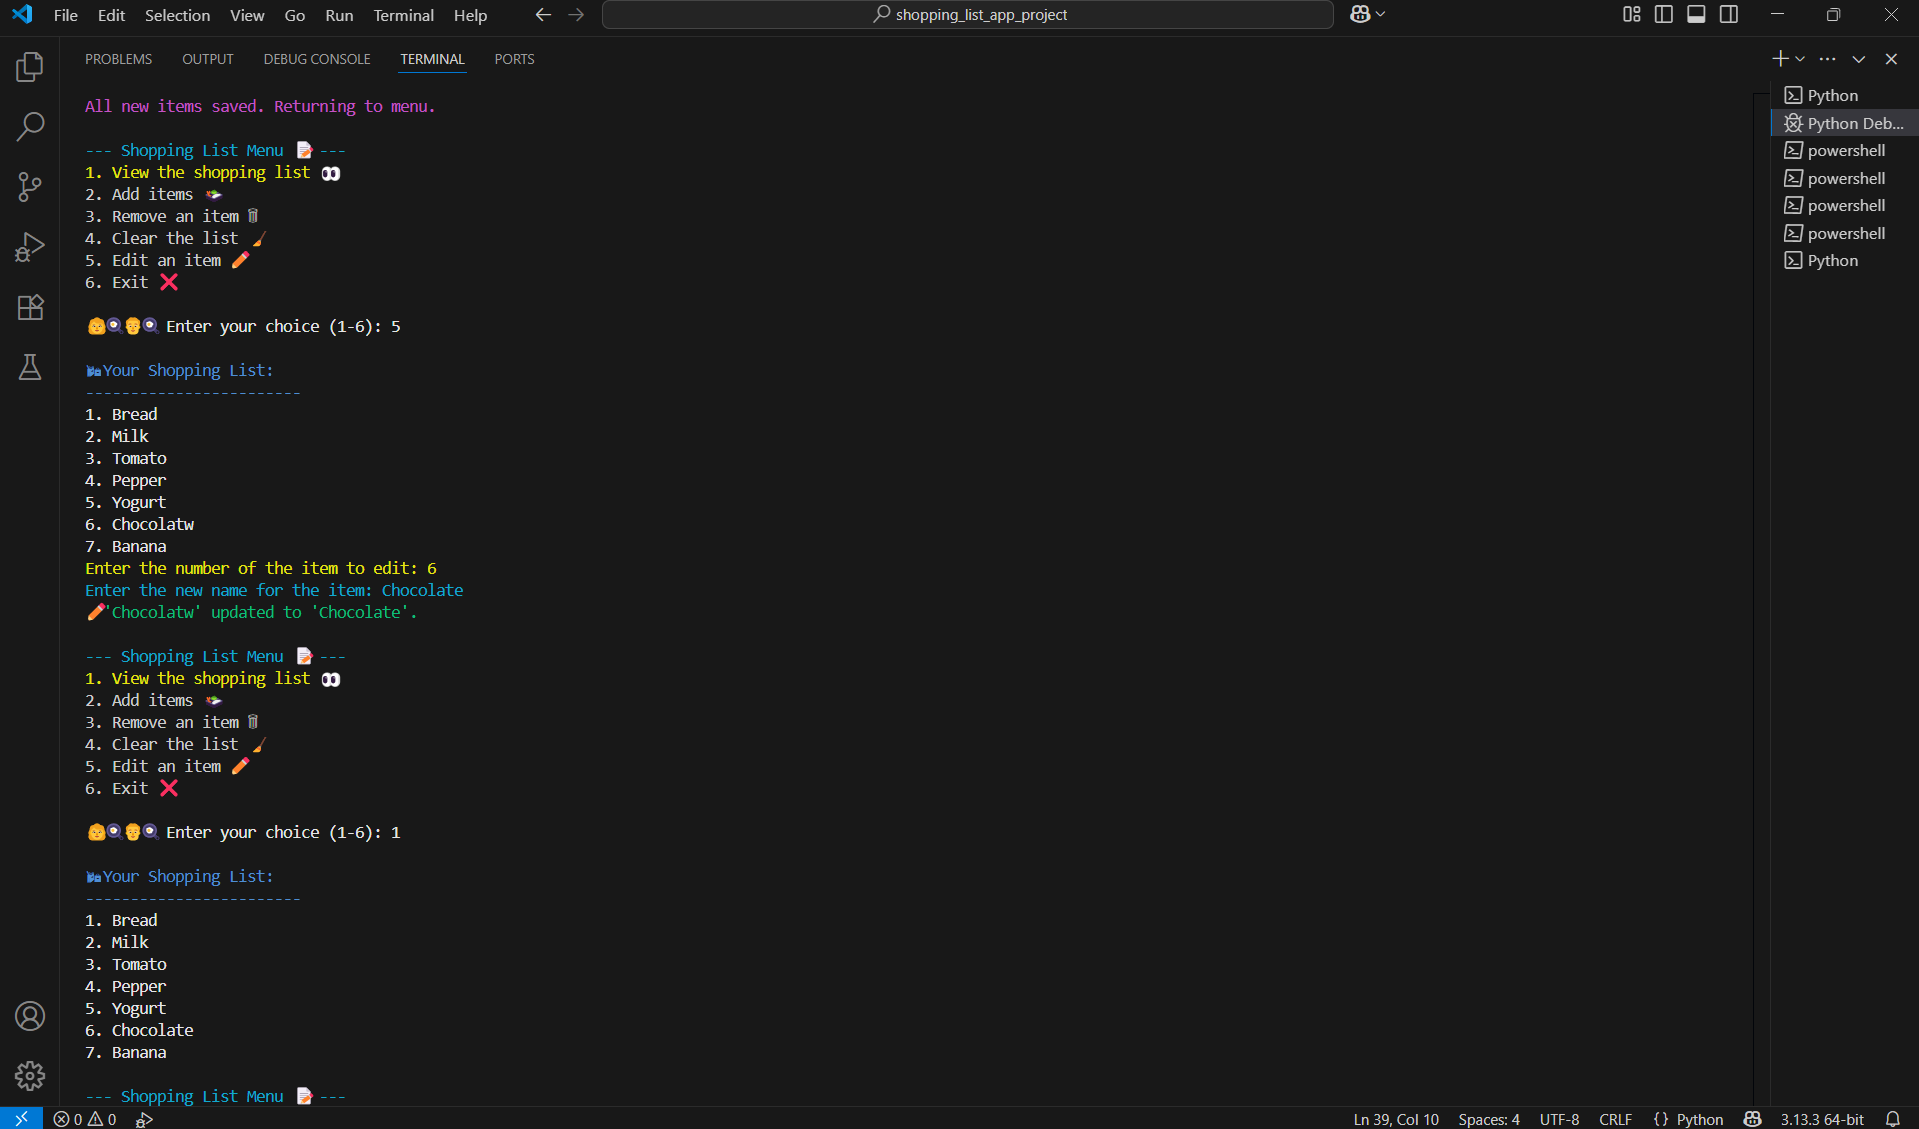 File Edit Selection View Go Run Terminal Help shopping_list_app_project
PROBLEMS OUTPUT DEBUG CONSOLE TERMINAL PORTS
All new items saved. Returning to menu.
--- Shopping List Menu 📝 ---
1. View the shopping list 👀
2. Add items
3. Remove an item 🗑
4. Clear the list 🖌
5. Edit an item ✏
6. Exit ❌
Enter your choice (1-6): 5
Your Shopping List:
------------------------
1. Bread
2. Milk
3. Tomato
4. Pepper
5. Yogurt
6. Chocolatw
7. Banana
Enter the number of the item to edit: 6
Enter the new name for the item: Chocolate
✏'Chocolatw' updated to 'Chocolate'.
--- Shopping List Menu 📝 ---
1. View the shopping list 👀
2. Add items
3. Remove an item 🗑
4. Clear the list 🖌
5. Edit an item ✏
6. Exit ❌
Enter your choice (1-6): 1
Your Shopping List:
------------------------
1. Bread
2. Milk
3. Tomato
4. Pepper
5. Yogurt
6. Chocolate
7. Banana
--- Shopping List Menu 📝 ---
Python
Python Deb...
powershell
powershell
powershell
powershell
Python
0 0 Ln 39, Col 10 Spaces: 4 UTF-8 CRLF {} Python 3.13.3 64-bit